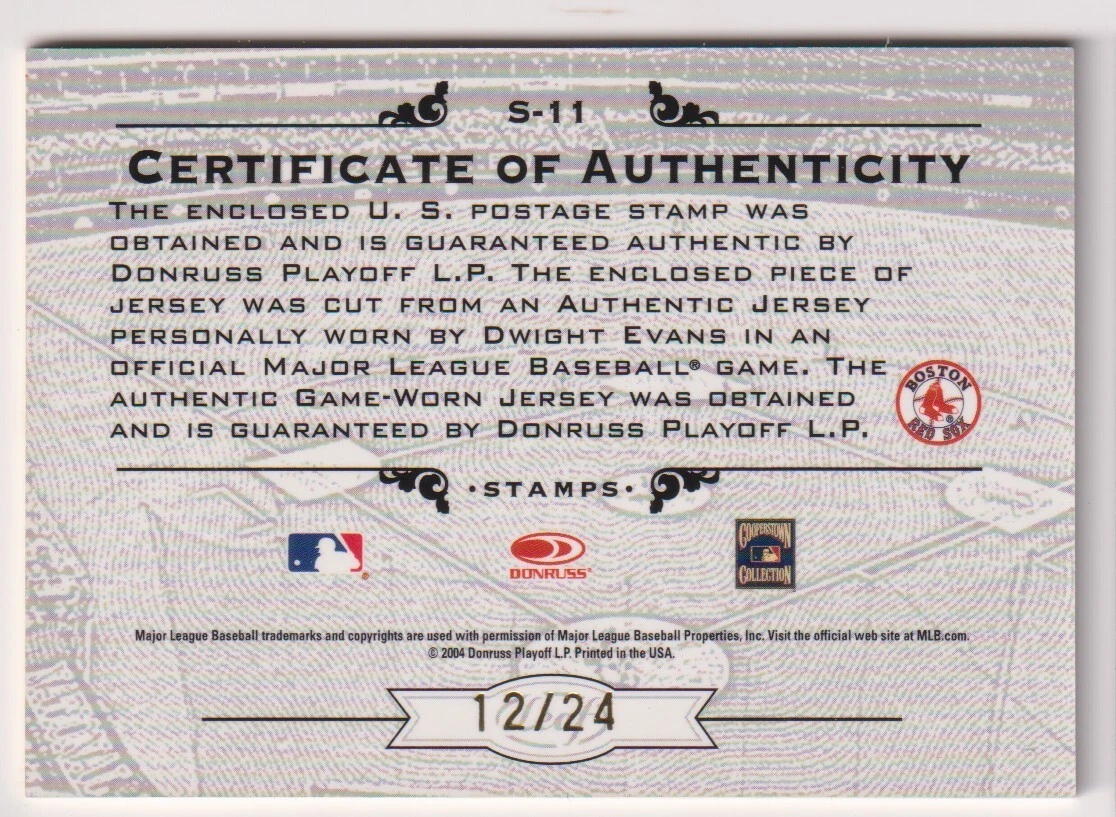 S-11
CERTIFICATE OF AUTHENTICITY
THE ENCLOSED U. S. POSTAGE STAMP WAS
OBTAINED AND IS GUARANTEED AUTHENTIC BY
DONRUSS PLAYOFF L.P. THE ENCLOSED PIECE OF
JERSEY WAS CUT FROM AN AUTHENTIC JERSEY
PERSONALLY WORN BY DWIGHT EVANS IN AN
OFFICIAL MAJOR LEAGUE BASEBALL® GAME. THE
AUTHENTIC GAME-WORN JERSEY WAS OBTAINED
AND IS GUARANTEED BY DONRUSS PLAYOFF L.P.
BOSTON
RED SOX
·STAMPS·
DONRUSS®
COOPERSTOWN
COLLECTION
Major League Baseball trademarks and copyrights are used with permission of Major League Baseball Properties, Inc. Visit the official web site at MLB.com.
© 2004 Donruss Playoff L.P. Printed in the USA.
12/24